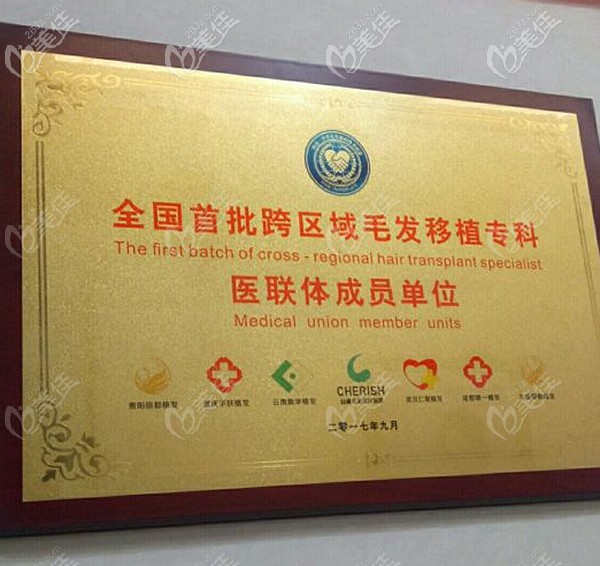 全国首批跨区域毛发移植专科
The first batch of cross - regional hair transplant specialist
医联体成员单位
Medical union member units
CHERISH
二零一七年九月